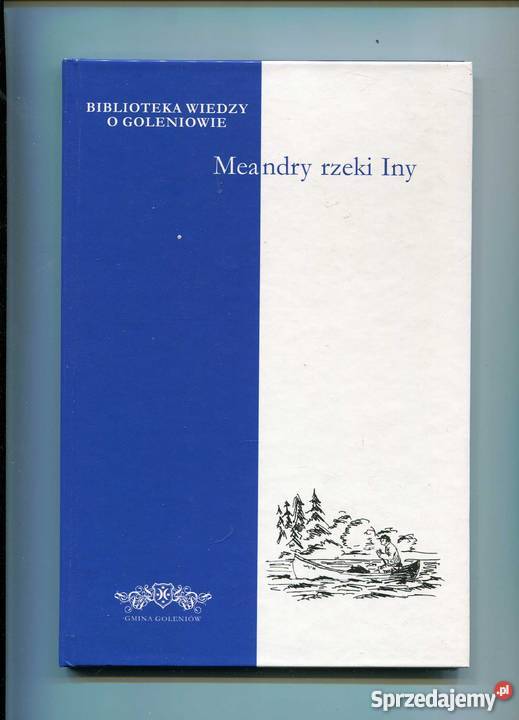 BIBLIOTEKA WIEDZY
O GOLENIOWIE
Meandry rzeki Iny
GMINA GOLENIÓW
Sprzedajemy.pl